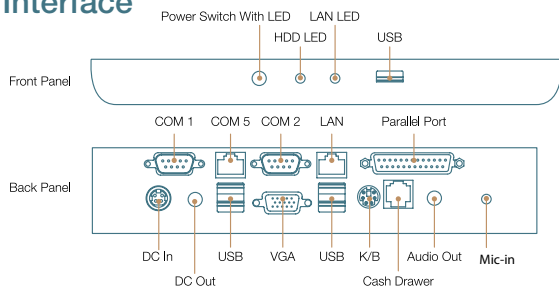 Interface
Power Switch With LED LAN LED
HDD LED USB
Front Panel
COM 1 COM 5 COM 2 LAN Parallel Port
Back Panel
DC In USB VGA USB K/B Audio Out Mic-in
DC Out Cash Drawer